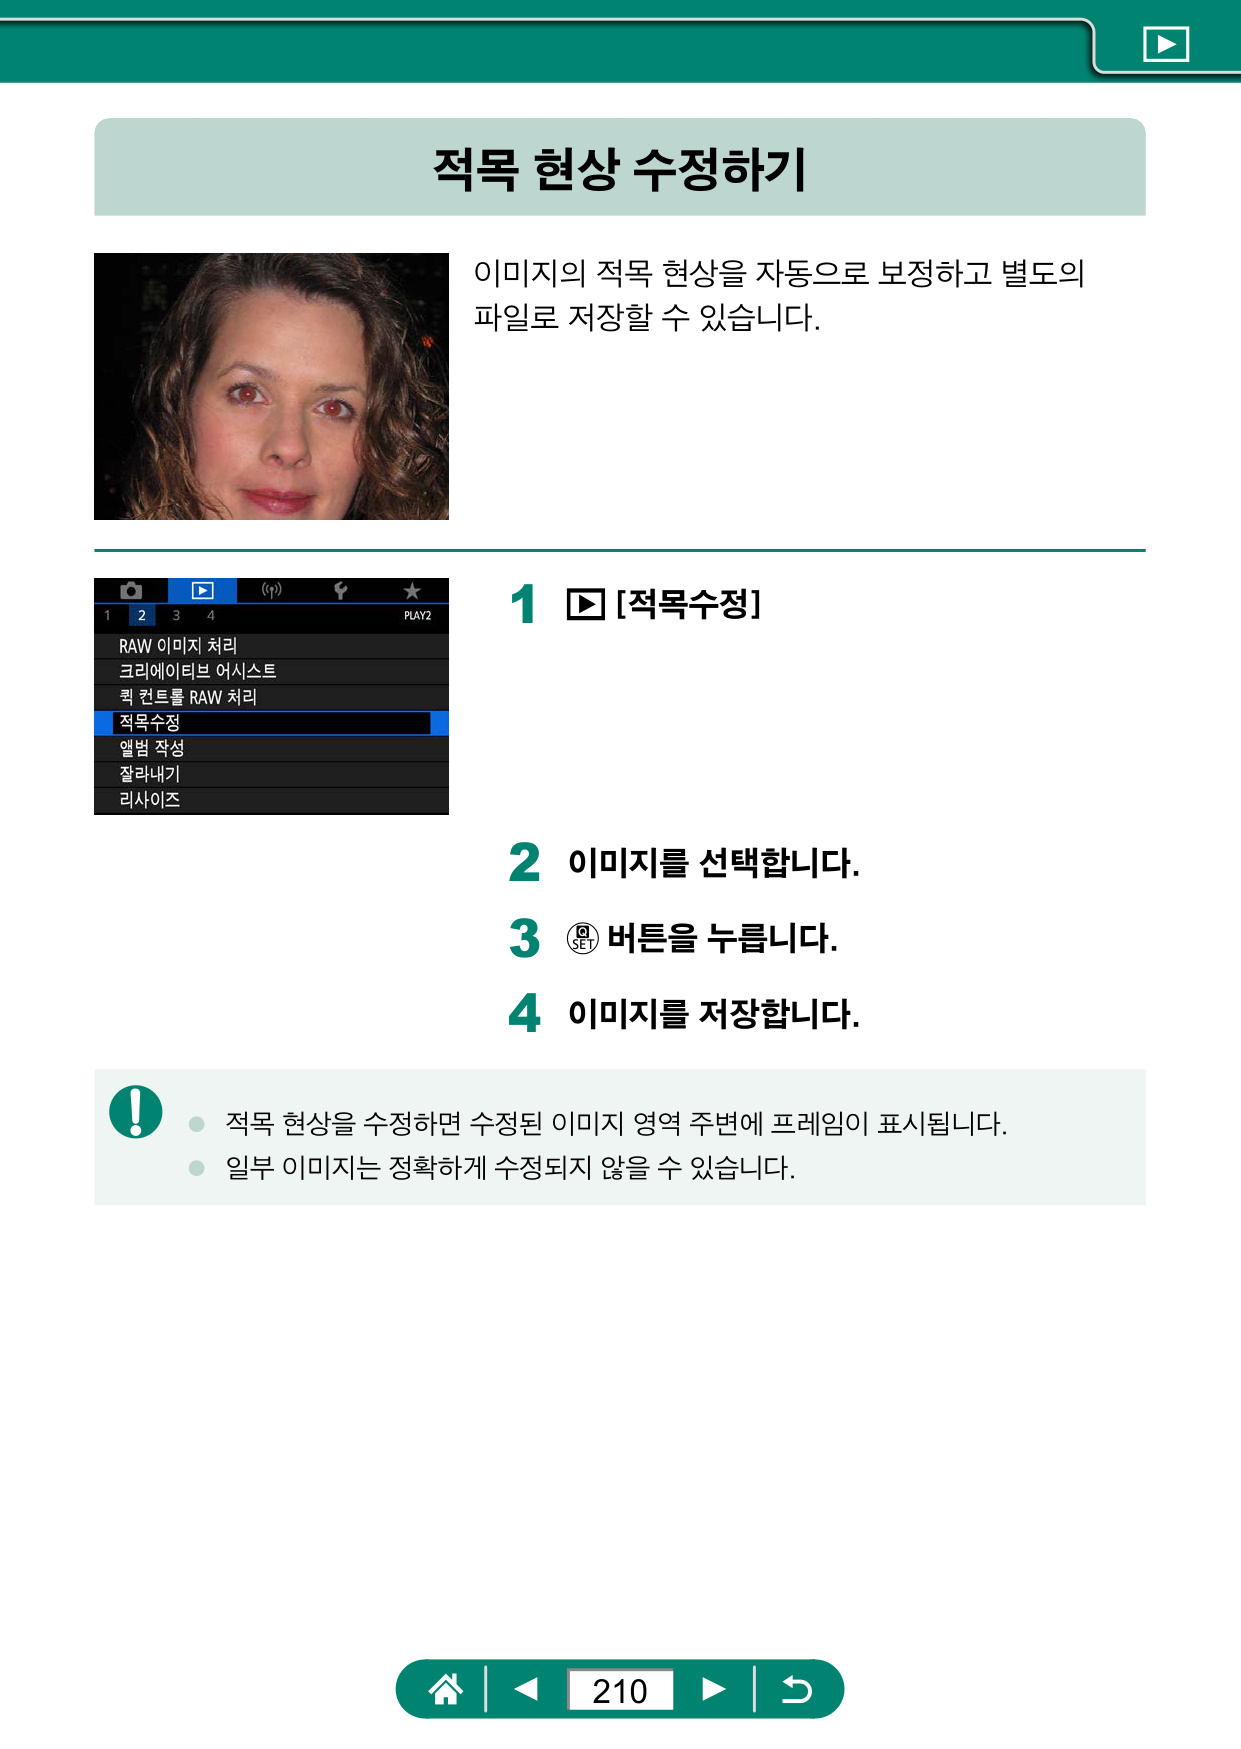 적목 현상 수정하기
이미지의 적목 현상을 자동으로 보정하고 별도의
파일로 저장할 수 있습니다.
1 2 3 4 PLAY2
RAW 이미지 처리
크리에이티브 어시스트
퀵 컨트롤 RAW 처리
적목수정
앨범 작성
잘라내기
리사이즈
1 [적목수정]
2 이미지를 선택합니다.
3 Q SET 버튼을 누릅니다.
4 이미지를 저장합니다.
적목 현상을 수정하면 수정된 이미지 영역 주변에 프레임이 표시됩니다.
일부 이미지는 정확하게 수정되지 않을 수 있습니다.
210